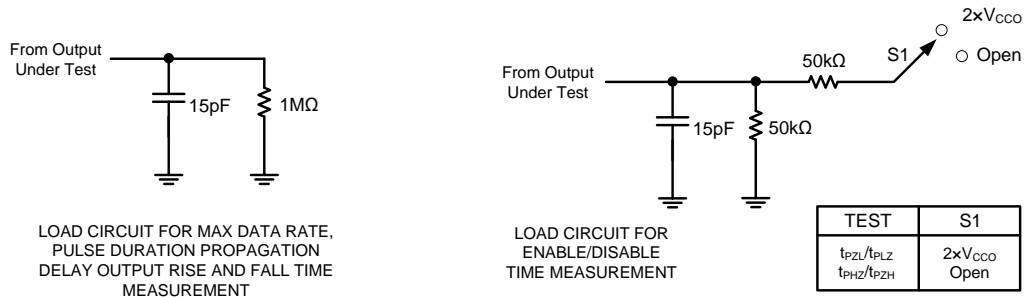 From Output
Under Test
15pF
1MΩ
LOAD CIRCUIT FOR MAX DATA RATE,
PULSE DURATION PROPAGATION
DELAY OUTPUT RISE AND FALL TIME
MEASUREMENT
2×VCCO
S1
Open
50kΩ
From Output
Under Test
15pF
50kΩ
LOAD CIRCUIT FOR
ENABLE/DISABLE
TIME MEASUREMENT
TEST S1
tPZL/tPLZ 2×VCCO
tPHZ/tPZH Open